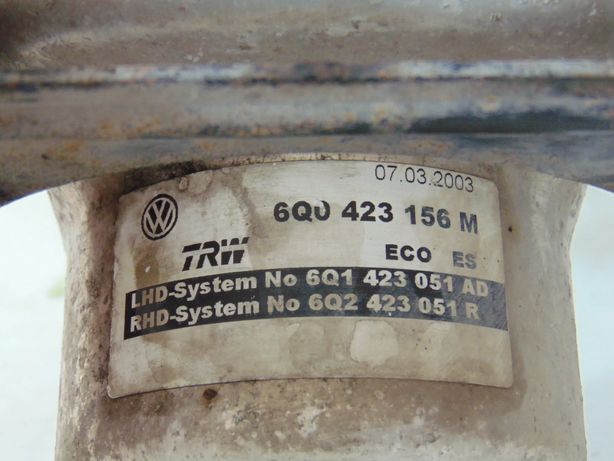 07.03.2003
6Q0 423 156 M
TRW ECO ES
LHD-System No 6Q1 423 051 AD
RHD-System No 6Q2 423 051 R